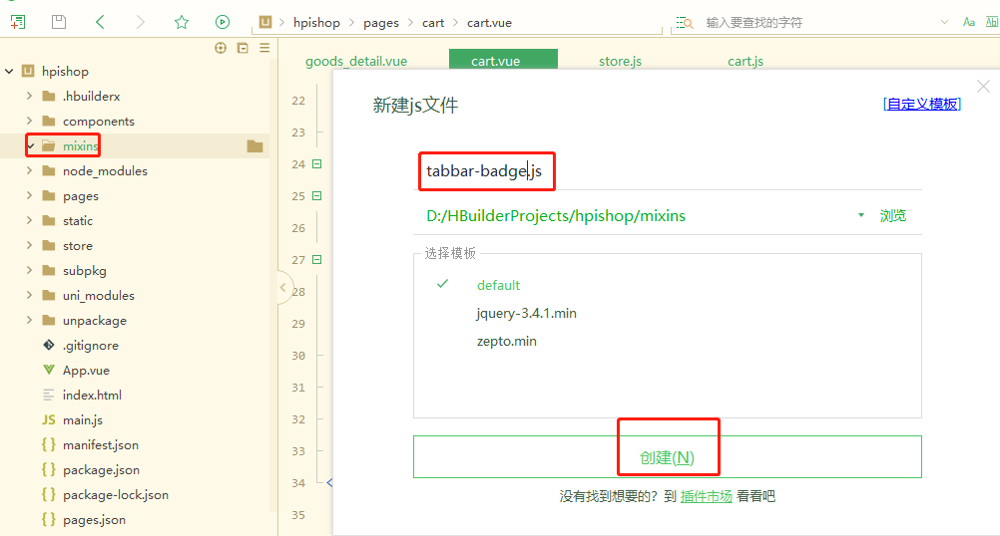 hpishop > pages > cart > cart.vue
输入要查找的字符
Aa
hpishop
.hbuilderx
components
mixins
node_modules
pages
static
store
subpkg
uni_modules
unpackage
.gitignore
App.vue
index.html
JS main.js
manifest.json
package.json
package-lock.json
pages.json
goods_detail.vue
cart.vue
store.js
cart.js
22
23
24
25
26
27
28
29
30
31
32
33
34
35
新建js文件
[自定义模板]
tabbar-badge.js
D:/HBuilderProjects/hpishop/mixins
浏览
选择模板
default
jquery-3.4.1.min
zepto.min
创建(N)
没有找到想要的？到 插件市场 看看吧